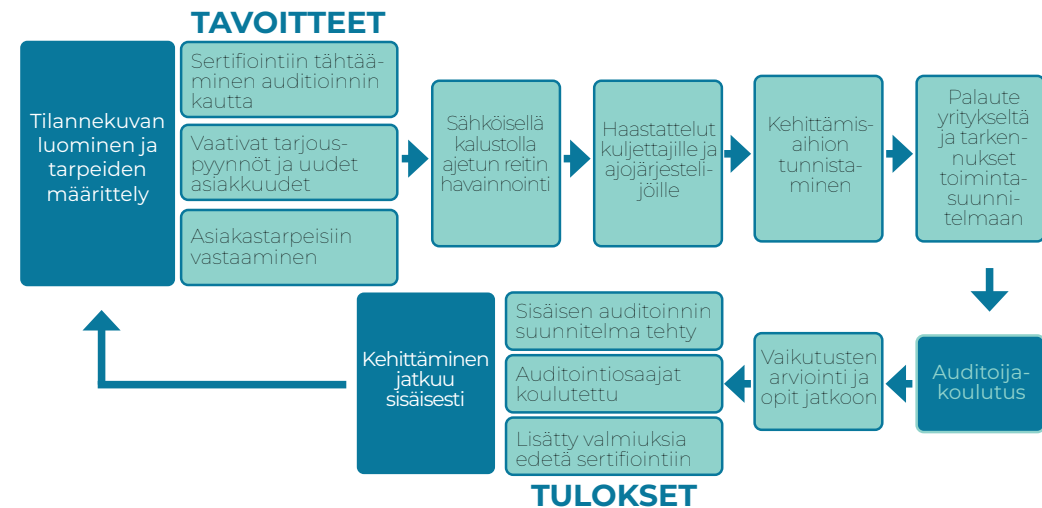 TAVOITTEET
Tilannekuvan
luominen ja
tarpeiden
määrittely
Sertifiointiin tähtää-
minen auditioinnin
kautta
Vaativat tarjous-
pyynnöt ja uudet
asiakkuudet
Asiakastarpeisiin
vastaaminen
Sähköisellä
kalustolla
ajetun reitin
havainnointi
Haastattelut
kuljettajille ja
ajojärjesteli-
jöille
Kehittämis-
aihion
tunnista-
minen
Palaute
yritykseltä
ja tarken-
nukset
toiminta-
suunni-
telmaan
Auditoija-
koulutus
Vaikutusten
arviointi ja
opit jatkoon
Sisäisen auditoinnin
suunnitelma tehty
Auditointiosaajat
koulutettu
Lisätty valmiuksia
edetä sertifiointiin
TULOKSET
Kehittäminen
jatkuu
sisäisesti